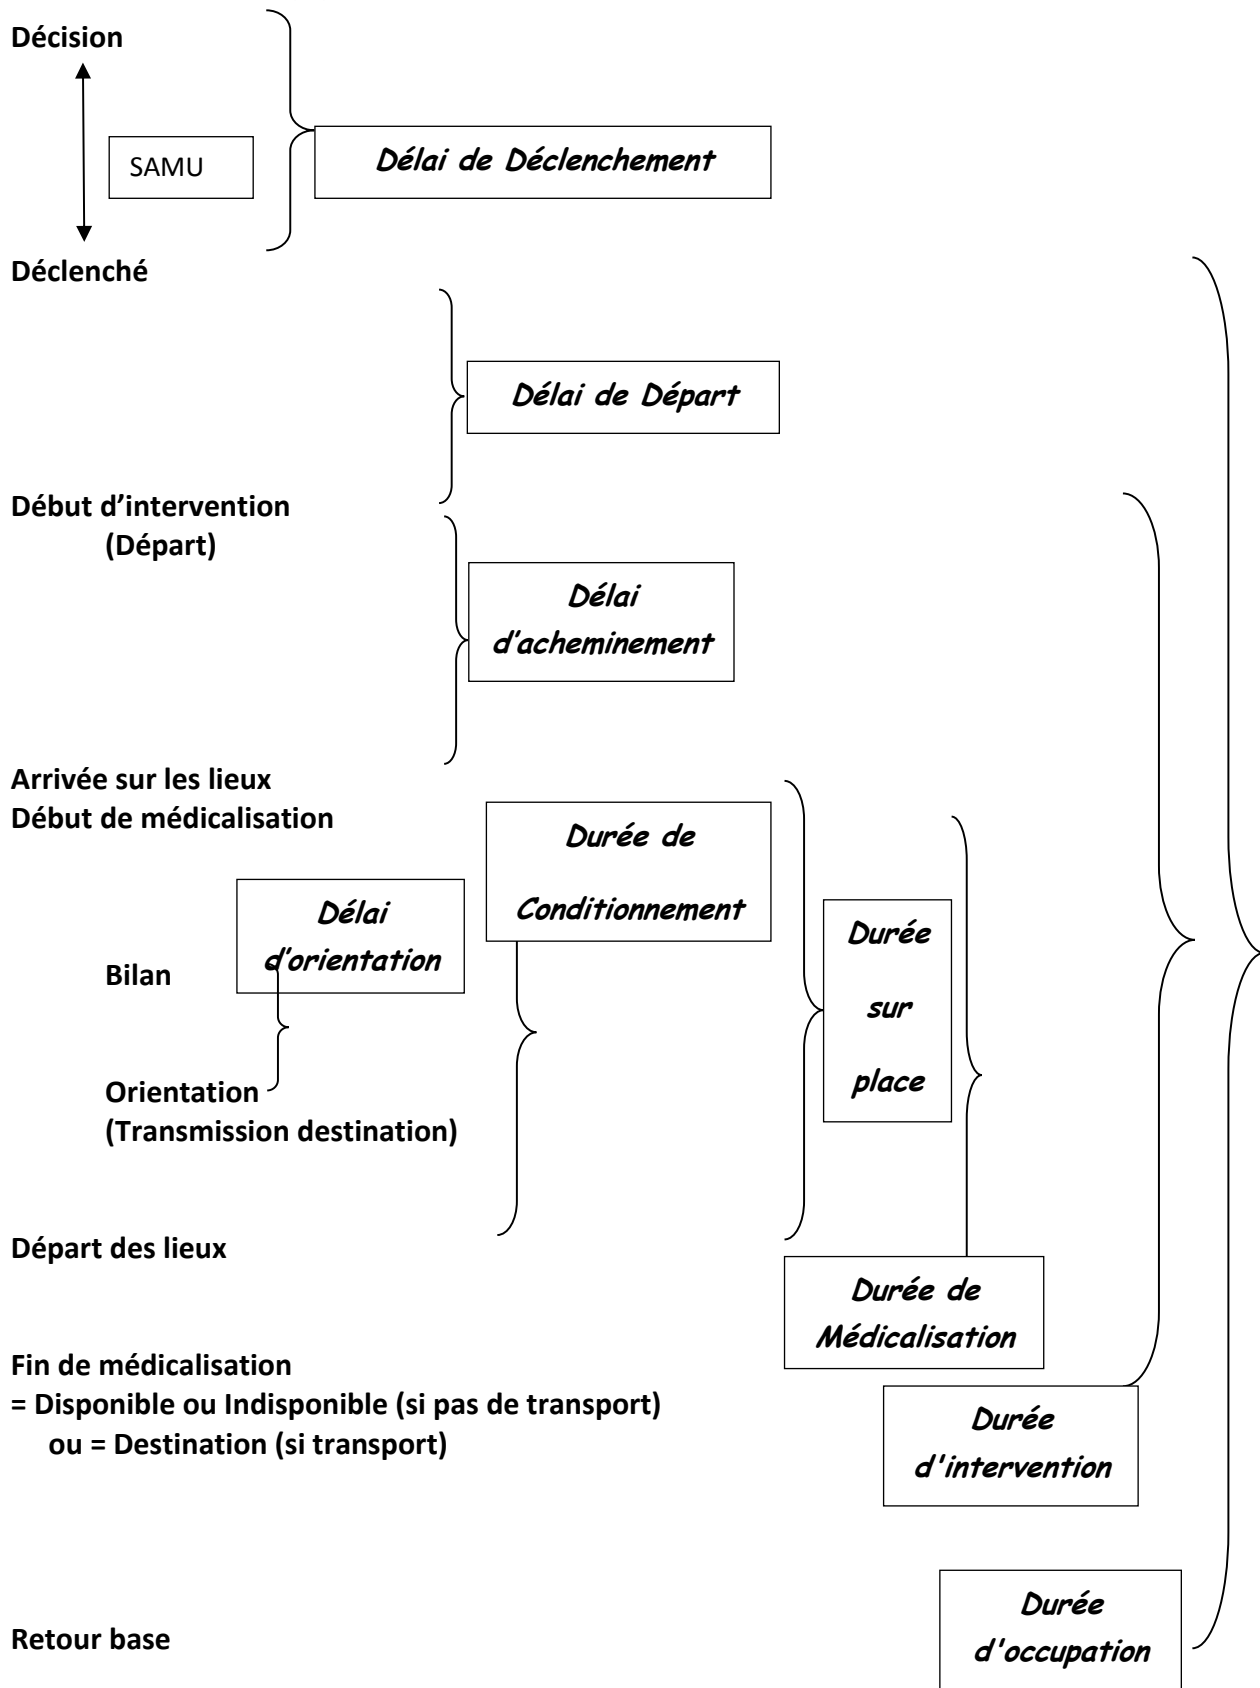 Décision
SAMU
Délai de Déclenchement
Déclenché
Délai de Départ
Début d’intervention
(Départ)
Délai
d’acheminement
Arrivée sur les lieux
Début de médicalisation
Durée de
Conditionnement
Délai
d’orientation
Durée
sur
place
Bilan
Orientation
(Transmission destination)
Départ des lieux
Durée de
Médicalisation
Fin de médicalisation
= Disponible ou Indisponible (si pas de transport)
ou = Destination (si transport)
Durée
d'intervention
Durée
d'occupation
Retour base